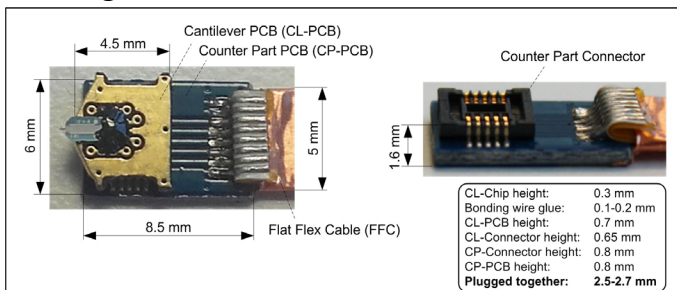 Cantilever PCB (CL-PCB)
4.5 mm
Counter Part PCB (CP-PCB)
Counter Part Connector
6 mm
5 mm
1.6 mm
8.5 mm
Flat Flex Cable (FFC)
CL-Chip height: 0.3 mm
Bonding wire glue: 0.1-0.2 mm
CL-PCB height: 0.7 mm
CL-Connector height: 0.65 mm
CP-Connector height: 0.8 mm
CP-PCB height: 0.8 mm
Plugged together: 2.5-2.7 mm